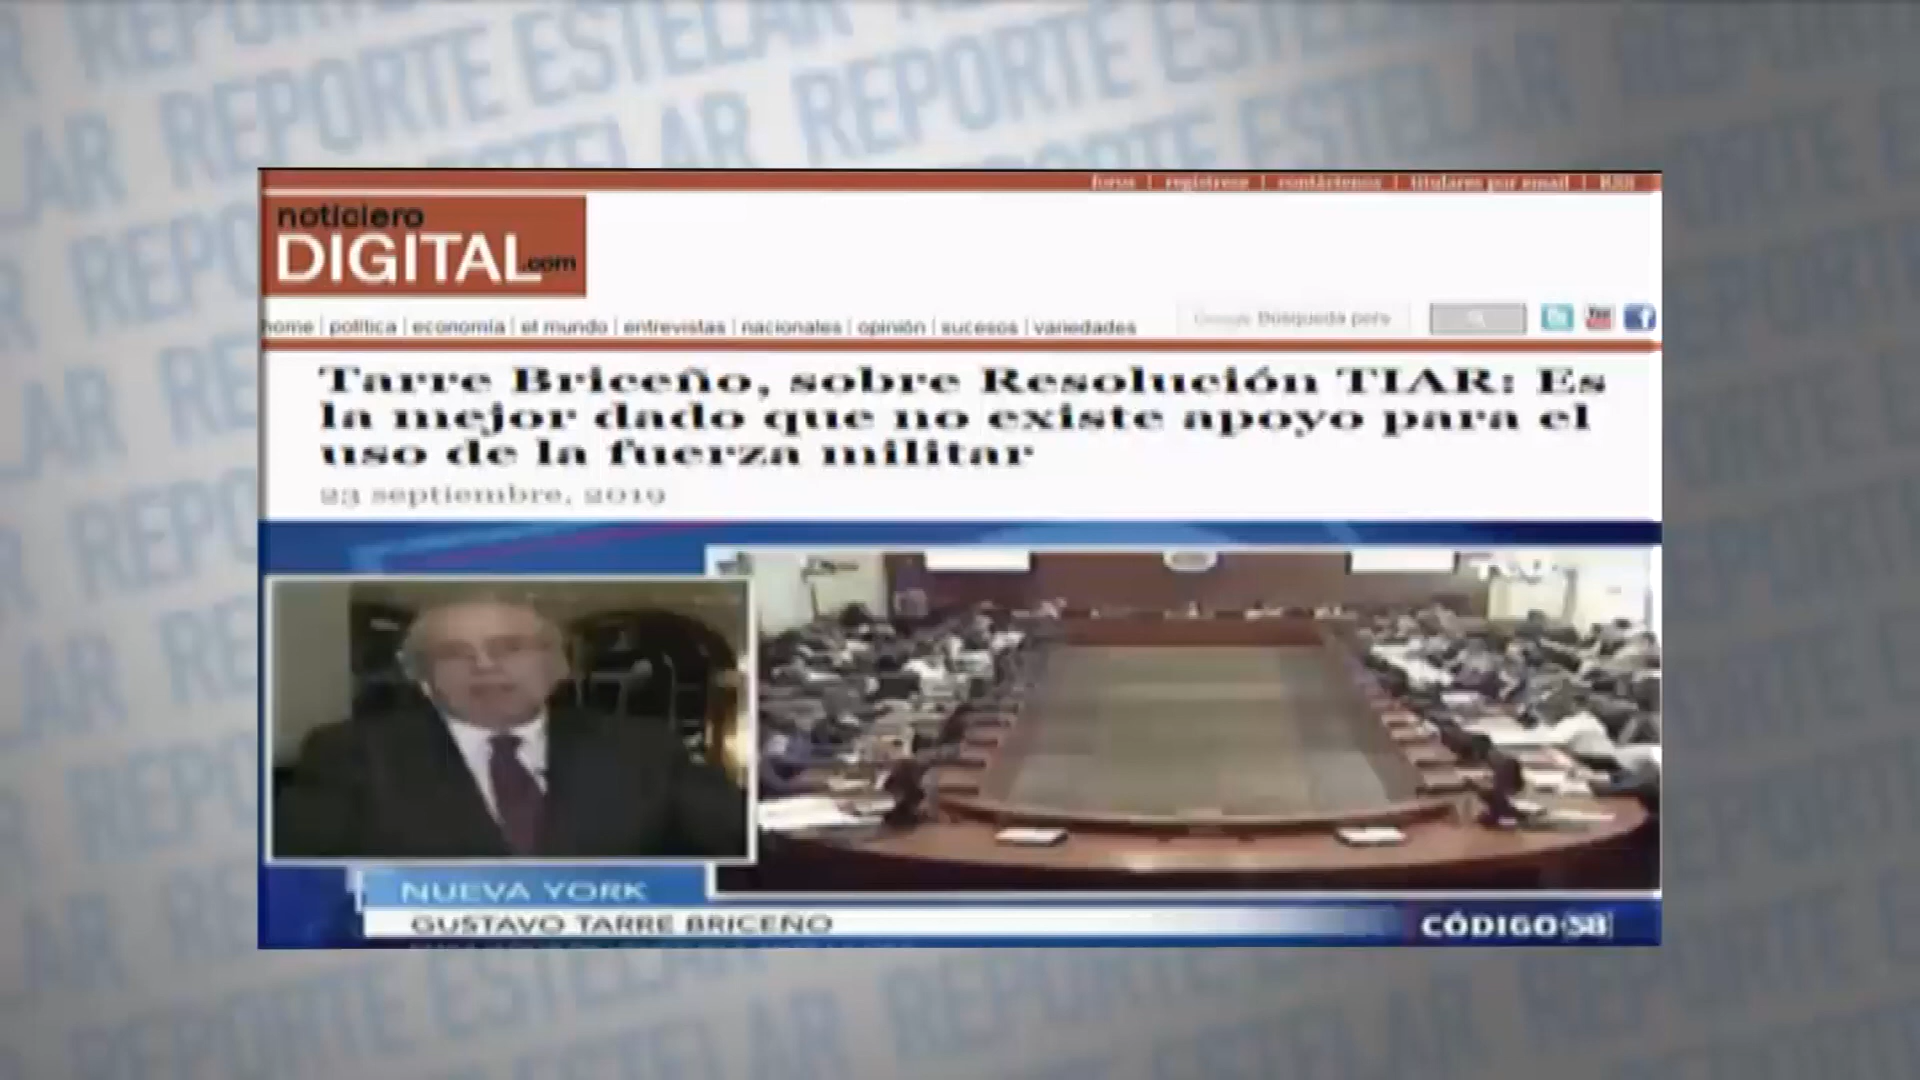 REPORTE ESTELAR
foros | regístrese | contáctenos | titulares por email | RSS
noticiero
DIGITAL.com
home | política | economía | el mundo | entrevistas | nacionales | opinión | sucesos | variedades
Google Búsqueda pers
Tarre Briceño, sobre Resolución TIAR: Es
la mejor dado que no existe apoyo para el
uso de la fuerza militar
23 septiembre, 2019
NUEVA YORK
GUSTAVO TARRE BRICEÑO
CÓDIGO 58